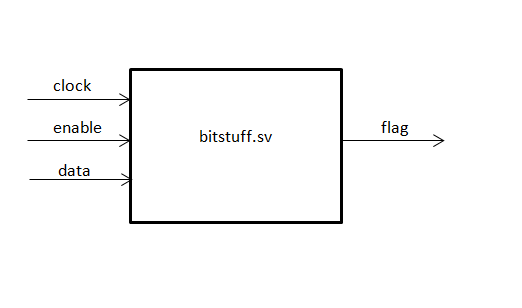 clock
enable
data
bitstuff.sv
flag